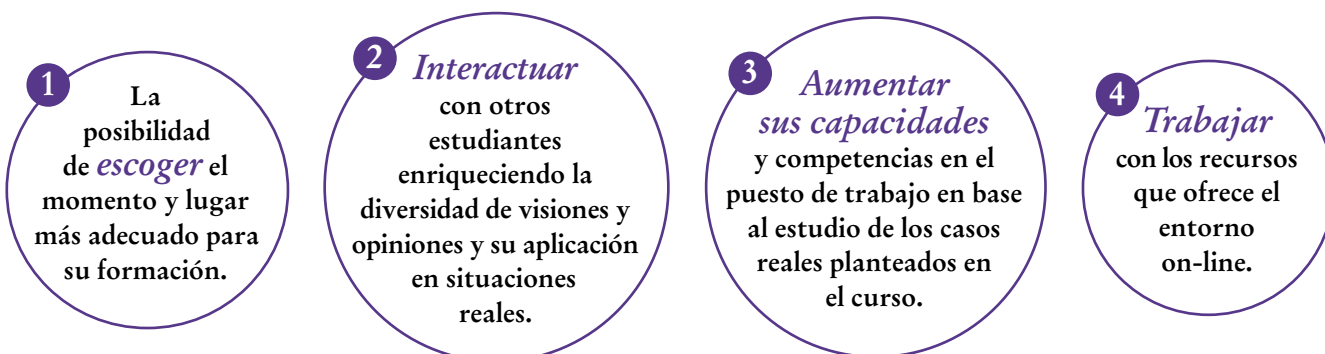 1
La
posibilidad
de escoger el
momento y lugar
más adecuado para
su formación.
2
Interactuar
con otros
estudiantes
enriqueciendo la
diversidad de visiones y
opiniones y su aplicación
en situaciones
reales.
3
Aumentar
sus capacidades
y competencias en el
puesto de trabajo en base
al estudio de los casos
reales planteados en
el curso.
4
Trabajar
con los recursos
que ofrece el
entorno
on-line.